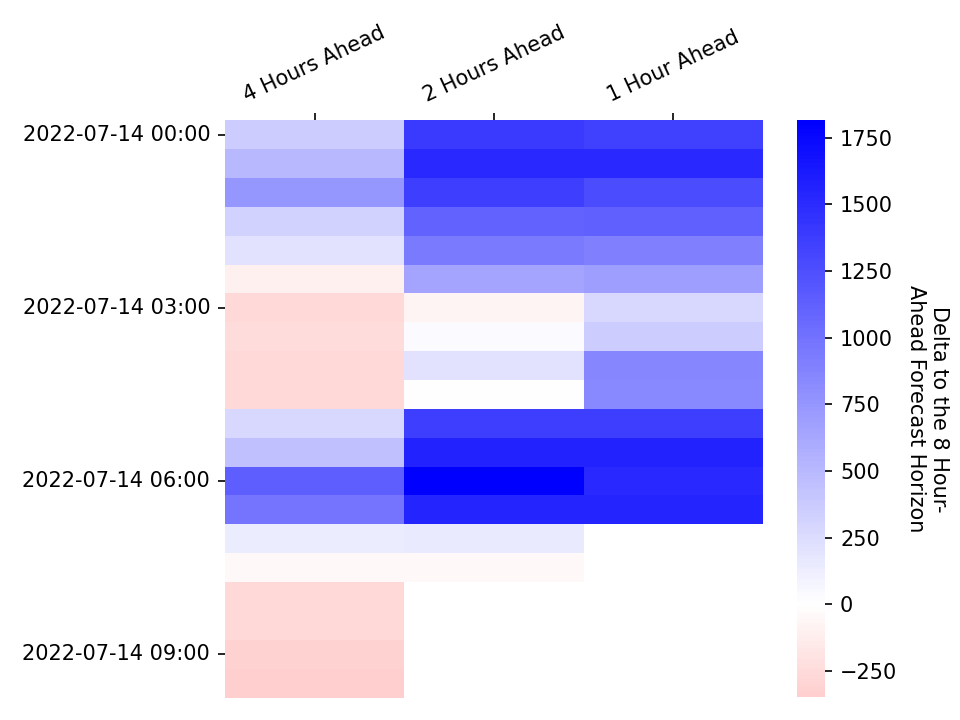 4 Hours Ahead
2 Hours Ahead
1 Hour Ahead
2022-07-14 00:00
2022-07-14 03:00
2022-07-14 06:00
2022-07-14 09:00
1750
1500
1250
1000
750
500
250
0
−250
Delta to the 8 Hour-
Ahead Forecast Horizon